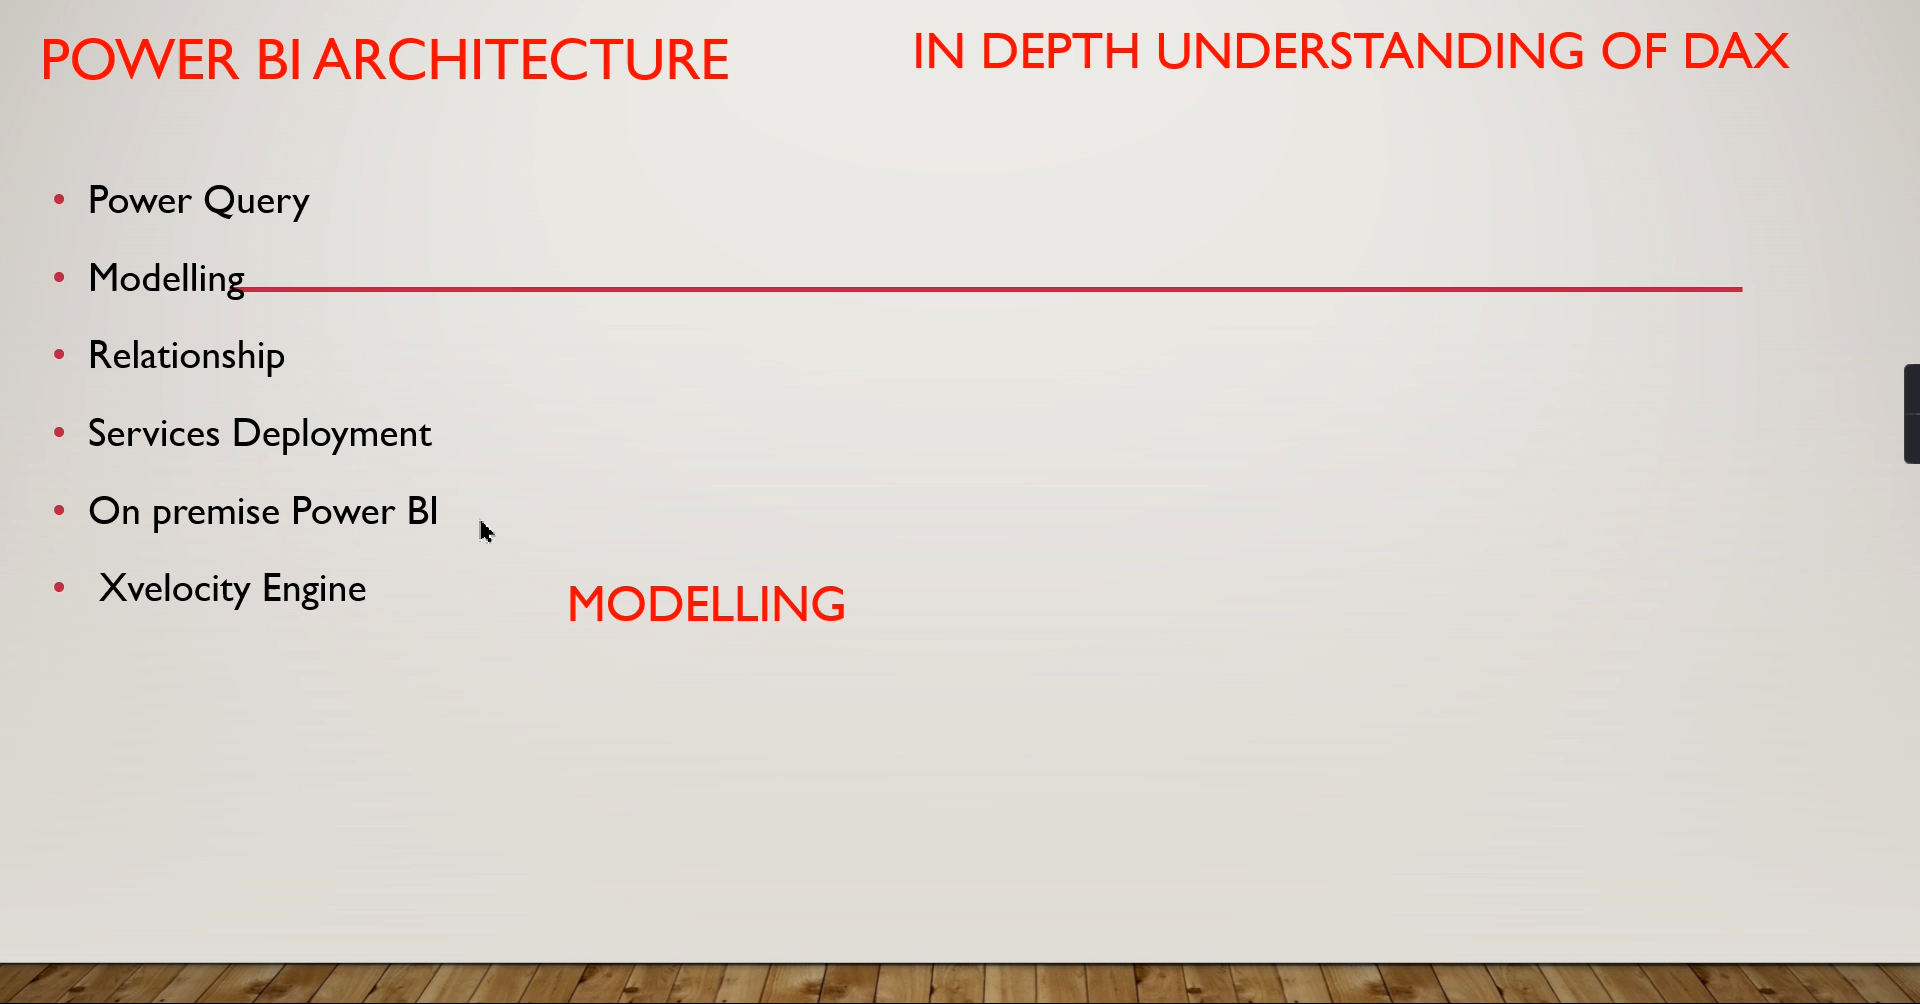 POWER BI ARCHITECTURE
IN DEPTH UNDERSTANDING OF DAX
Power Query
Modelling
Relationship
Services Deployment
On premise Power BI
Xvelocity Engine
MODELLING